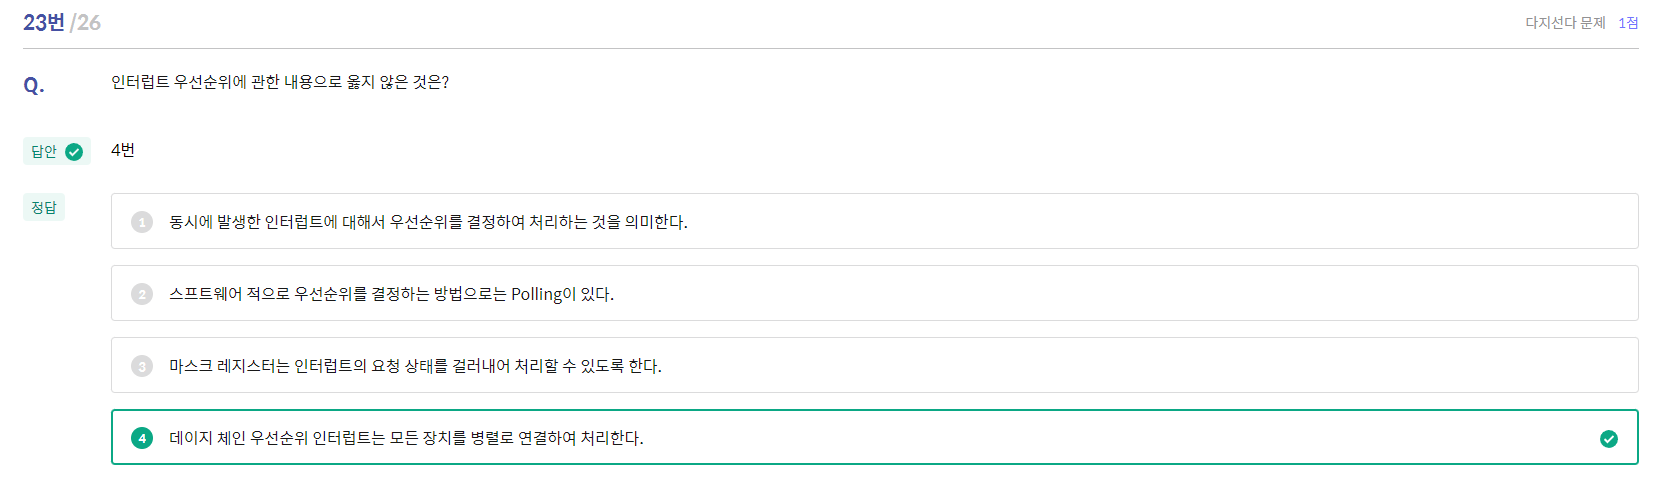 23번 /26
다지선다 문제 1점
Q. 인터럽트 우선순위에 관한 내용으로 옳지 않은 것은?
답안 4번
정답
1 동시에 발생한 인터럽트에 대해서 우선순위를 결정하여 처리하는 것을 의미한다.
2 스프트웨어 적으로 우선순위를 결정하는 방법으로는 Polling이 있다.
3 마스크 레지스터는 인터럽트의 요청 상태를 걸러내어 처리할 수 있도록 한다.
4 데이지 체인 우선순위 인터럽트는 모든 장치를 병렬로 연결하여 처리한다.